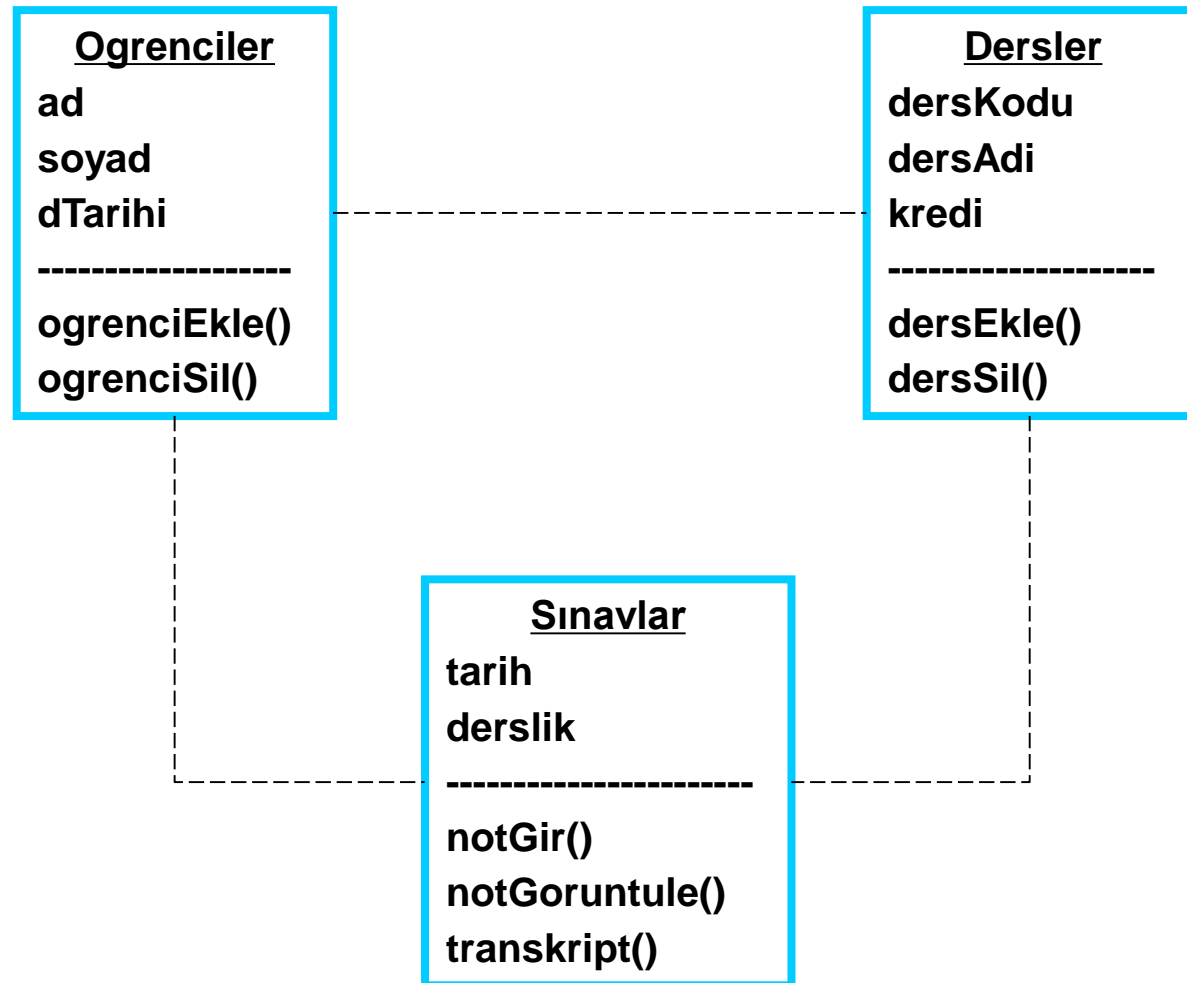 Ogrenciler
ad
soyad
dTarihi
-------------------
ogrenciEkle()
ogrenciSil()
Dersler
dersKodu
dersAdi
kredi
--------------------
dersEkle()
dersSil()
Sınavlar
tarih
derslik
-----------------------
notGir()
notGoruntule()
transkript()